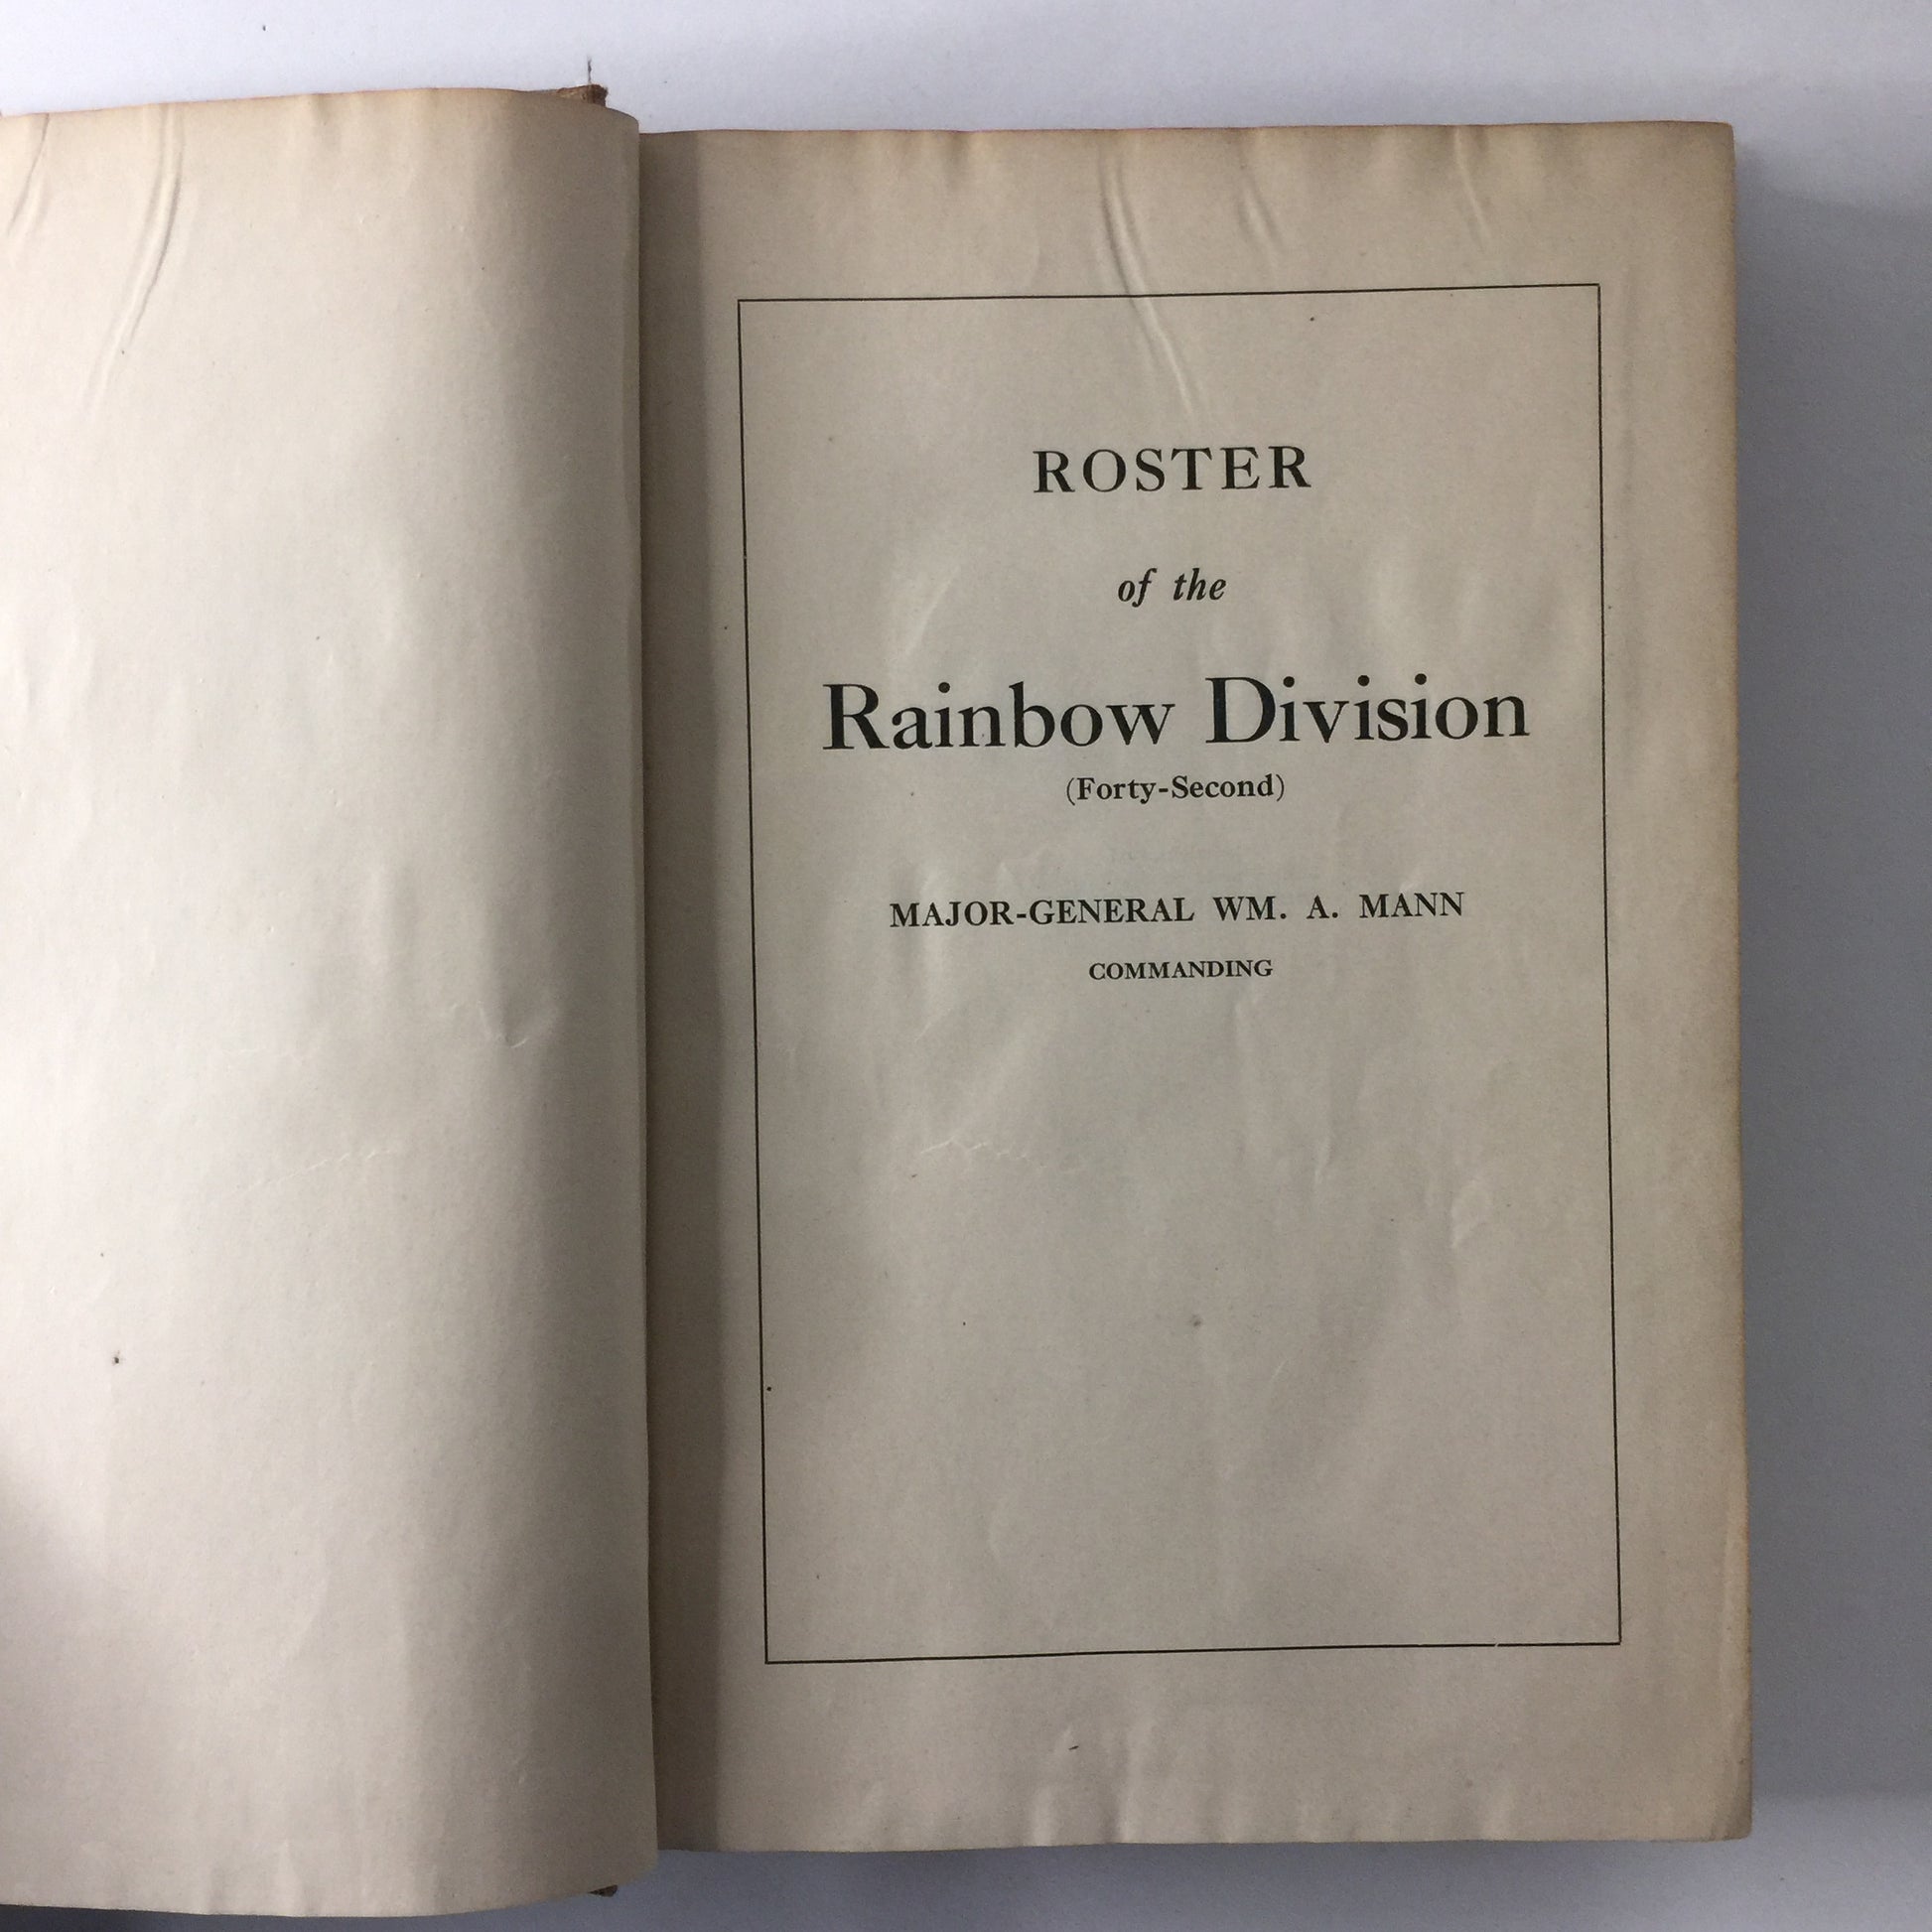 ROSTER
of the
Rainbow Division
(Forty-Second)
MAJOR-GENERAL WM. A. MANN
COMMANDING